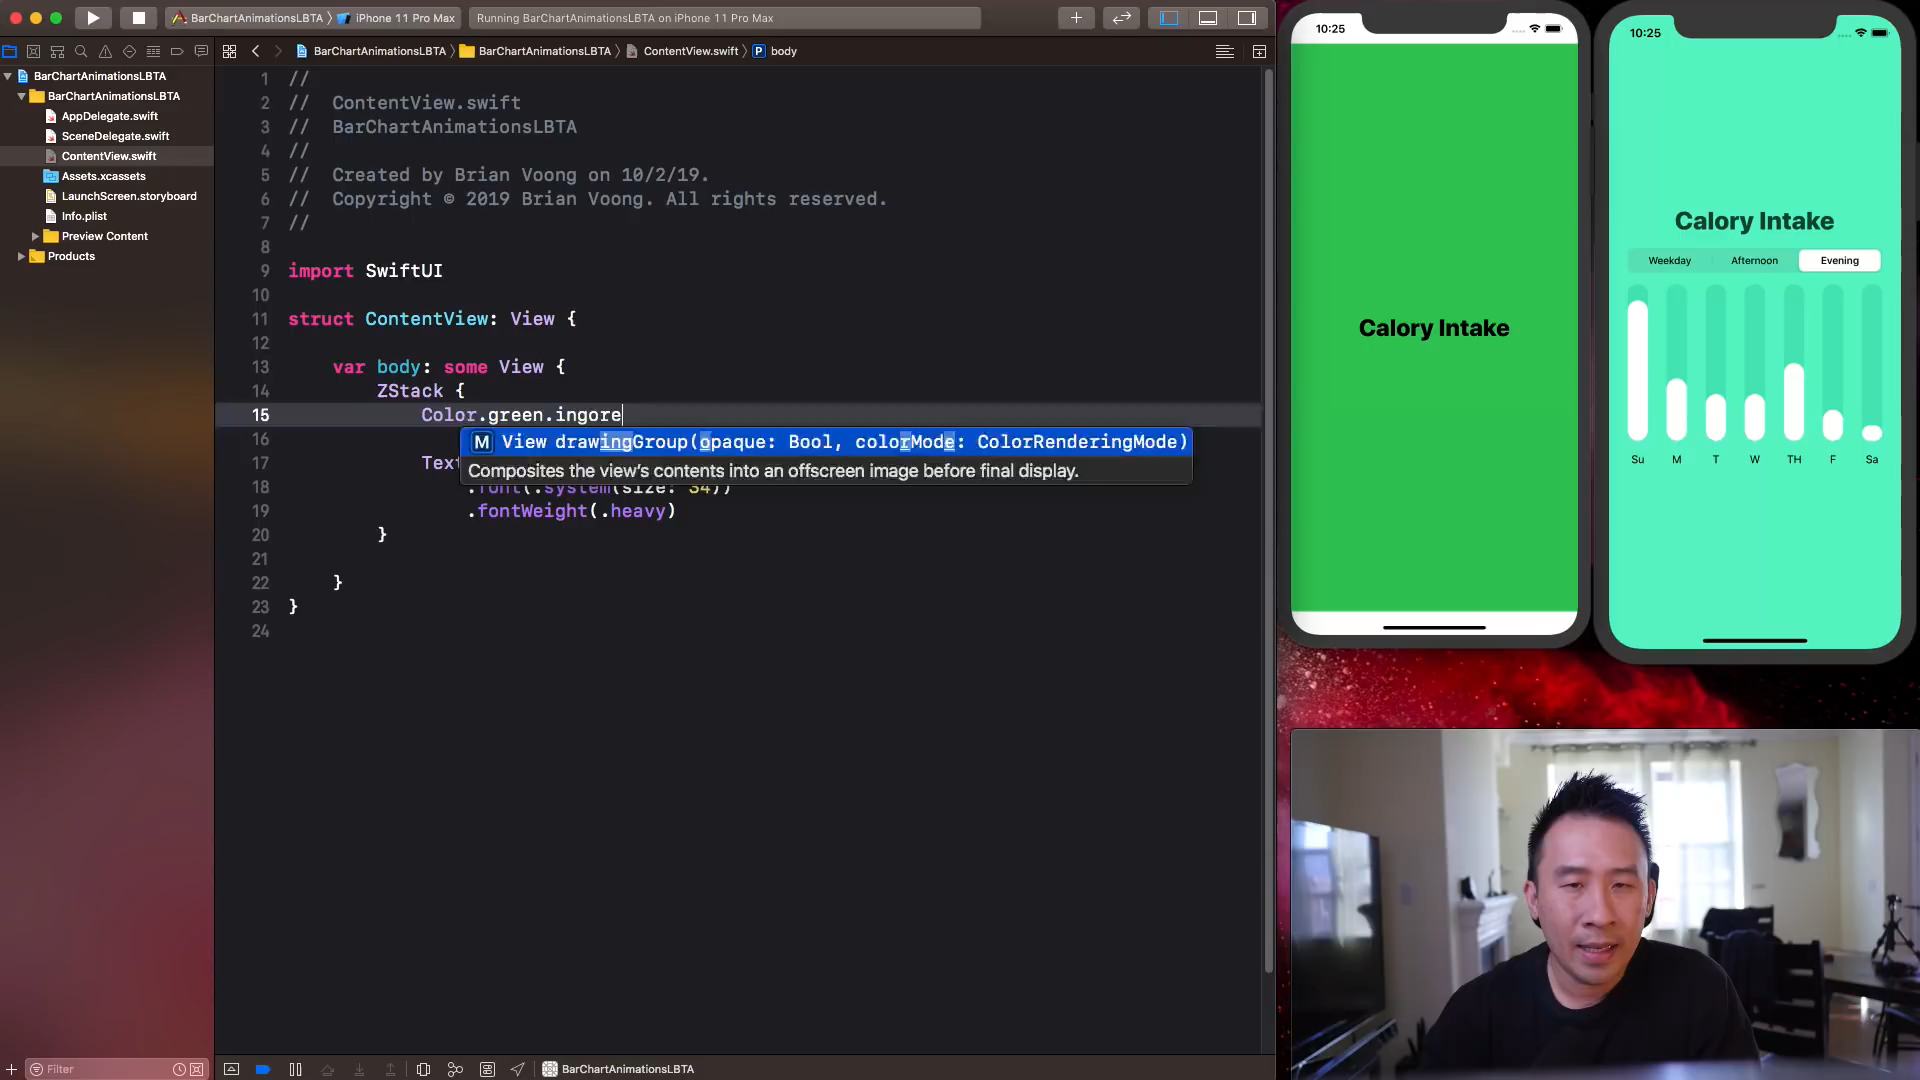 BarChartAnimationsLBTA
iPhone 11 Pro Max
Running BarChartAnimationsLBTA on iPhone 11 Pro Max
BarChartAnimationsLBTA
BarChartAnimationsLBTA
ContentView.swift
P body
BarChartAnimationsLBTA
BarChartAnimationsLBTA
AppDelegate.swift
SceneDelegate.swift
ContentView.swift
Assets.xcassets
LaunchScreen.storyboard
Info.plist
Preview Content
Products
1 //
2 //  ContentView.swift
3 //  BarChartAnimationsLBTA
4 //
5 //  Created by Brian Voong on 10/2/19.
6 //  Copyright © 2019 Brian Voong. All rights reserved.
7 //
8
9 import SwiftUI
10
11 struct ContentView: View {
12
13 var body: some View {
14 ZStack {
15 Color.green.ingore
M View drawingGroup(opaque: Bool, colorMode: ColorRenderingMode)
16
17 Text
Composites the view's contents into an offscreen image before final display.
18 .font(.system(size: 34))
19 .fontWeight(.heavy)
20 }
21
22 }
23 }
24
Filter
BarChartAnimationsLBTA
10:25
Calory Intake
10:25
Calory Intake
Weekday Afternoon Evening
Su M T W TH F Sa